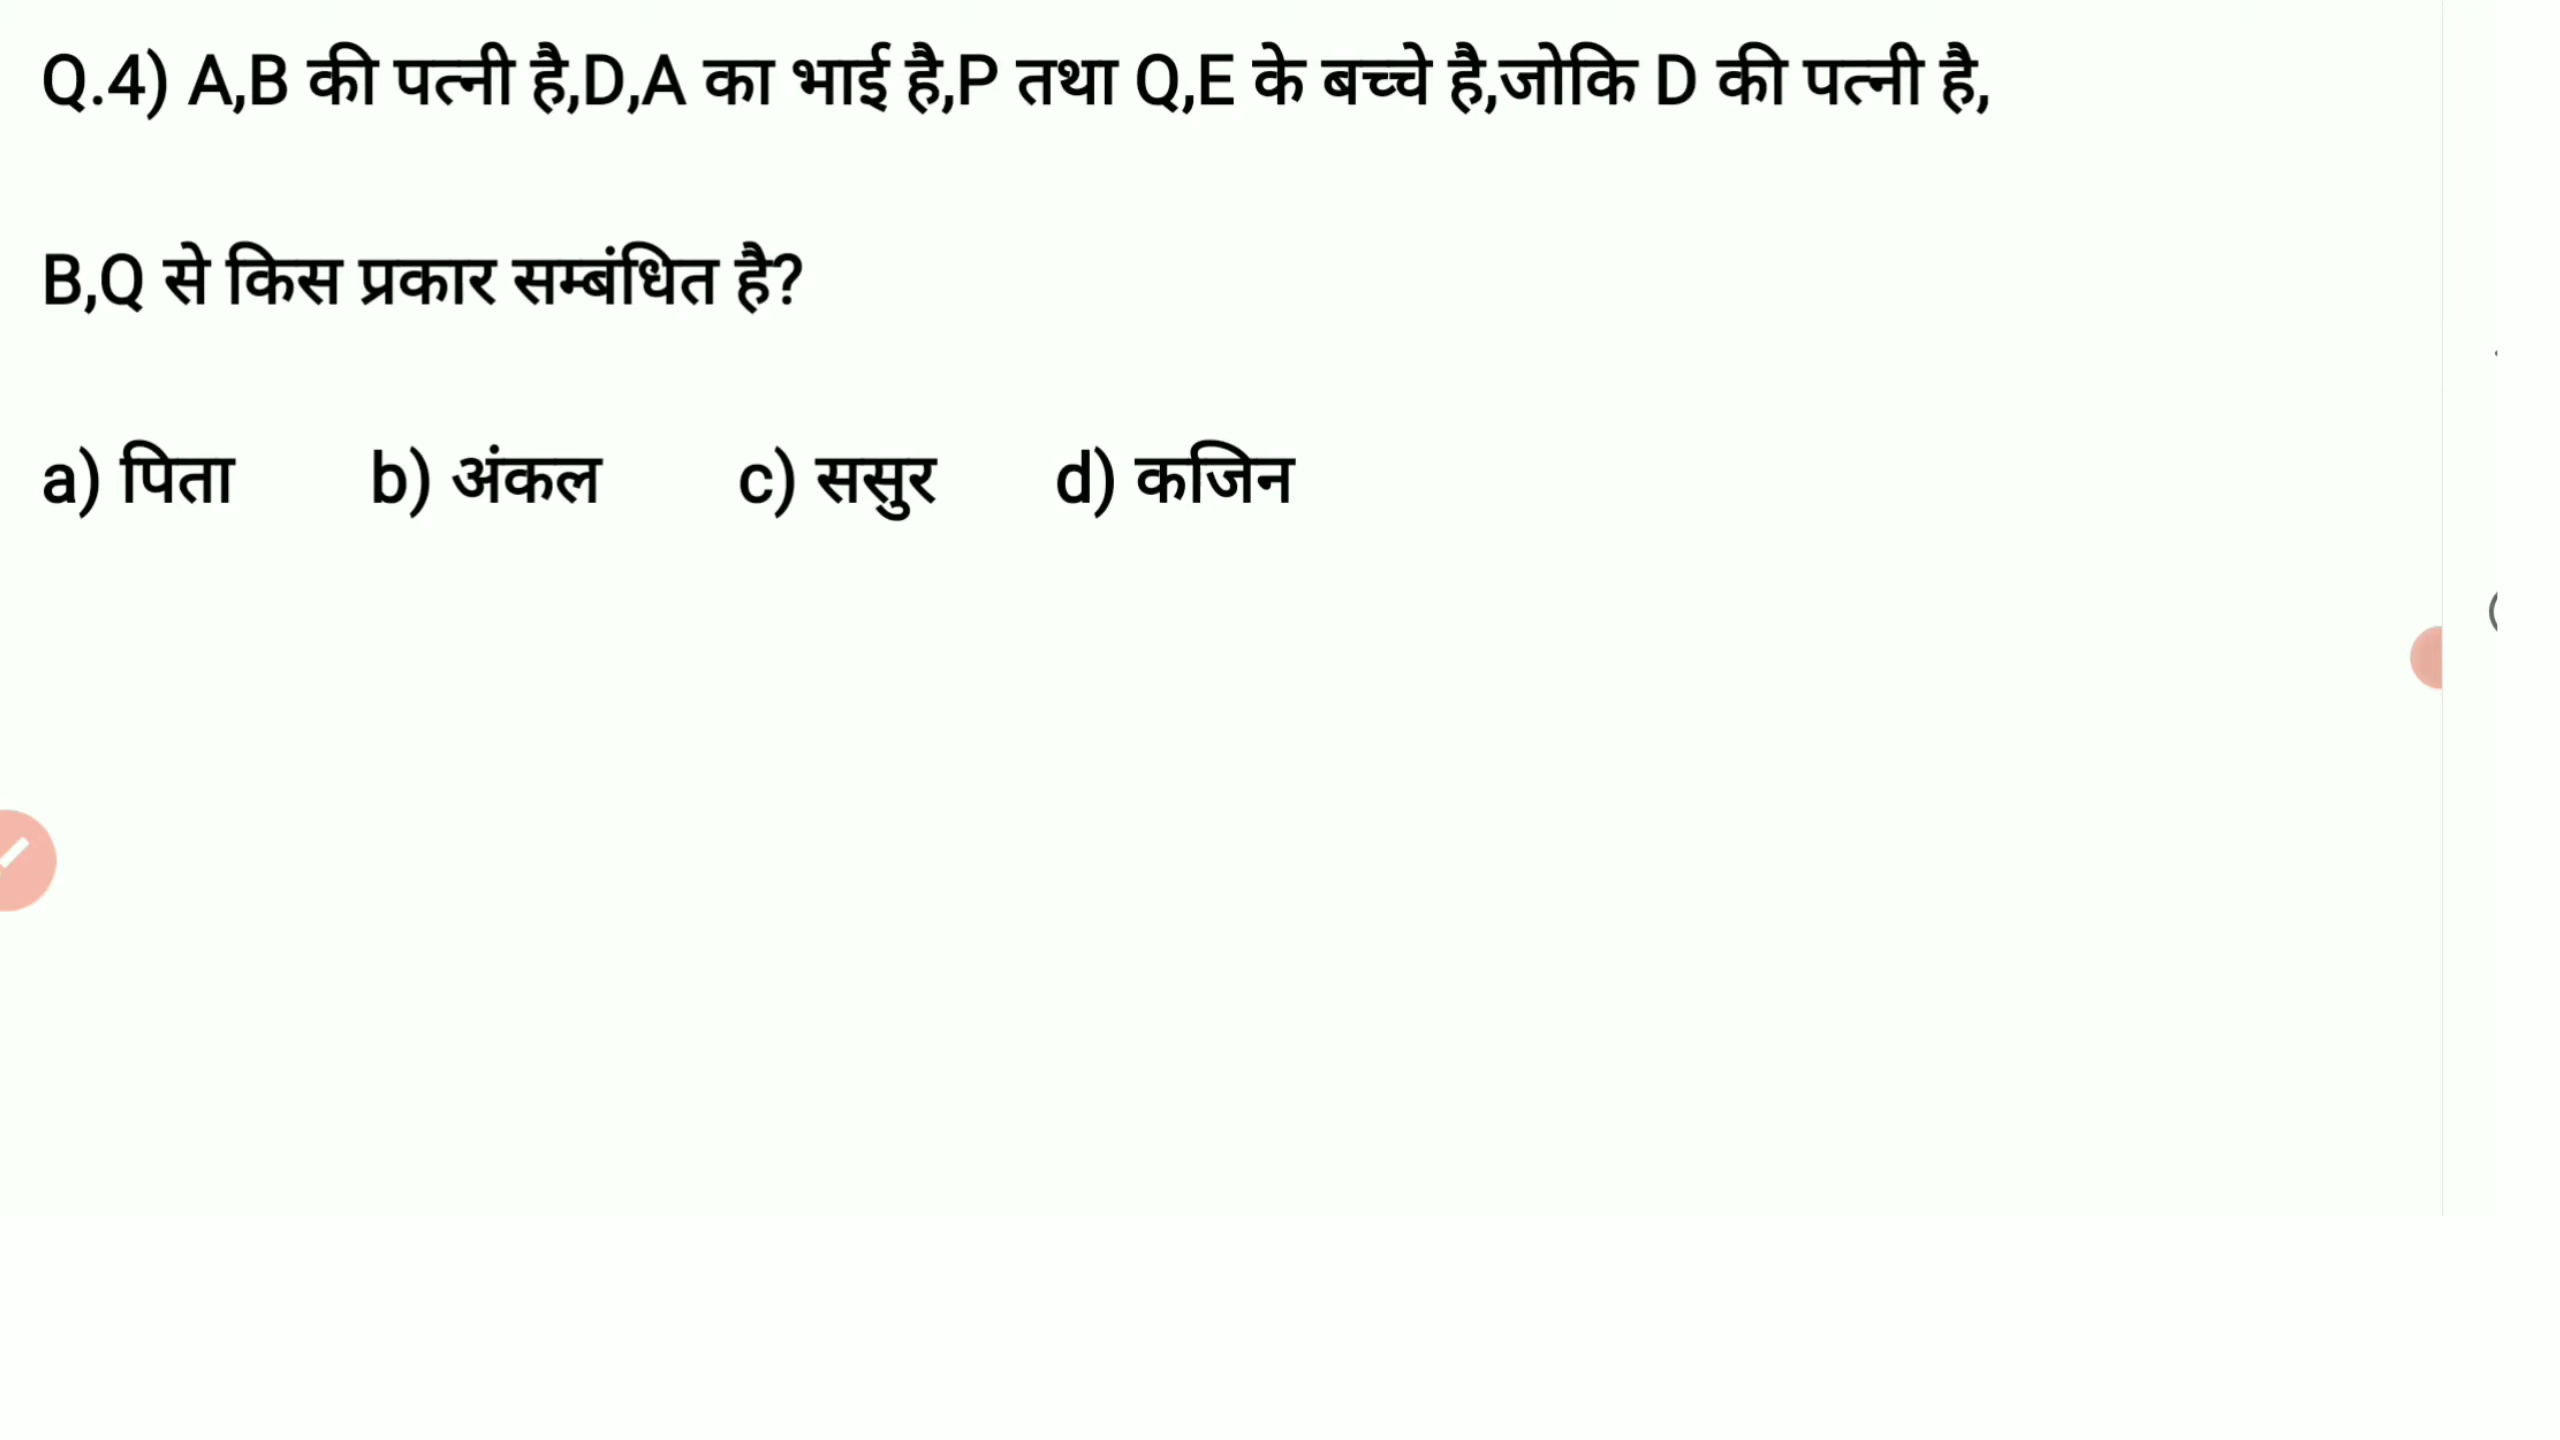 Q.4) A,B की पत्नी है,D,A का भाई है,P तथा Q,E के बच्चे है,जोकि D की पत्नी है,
B,Q से किस प्रकार सम्बंधित है?
a) पिता b) अंकल c) ससुर d) कजिन